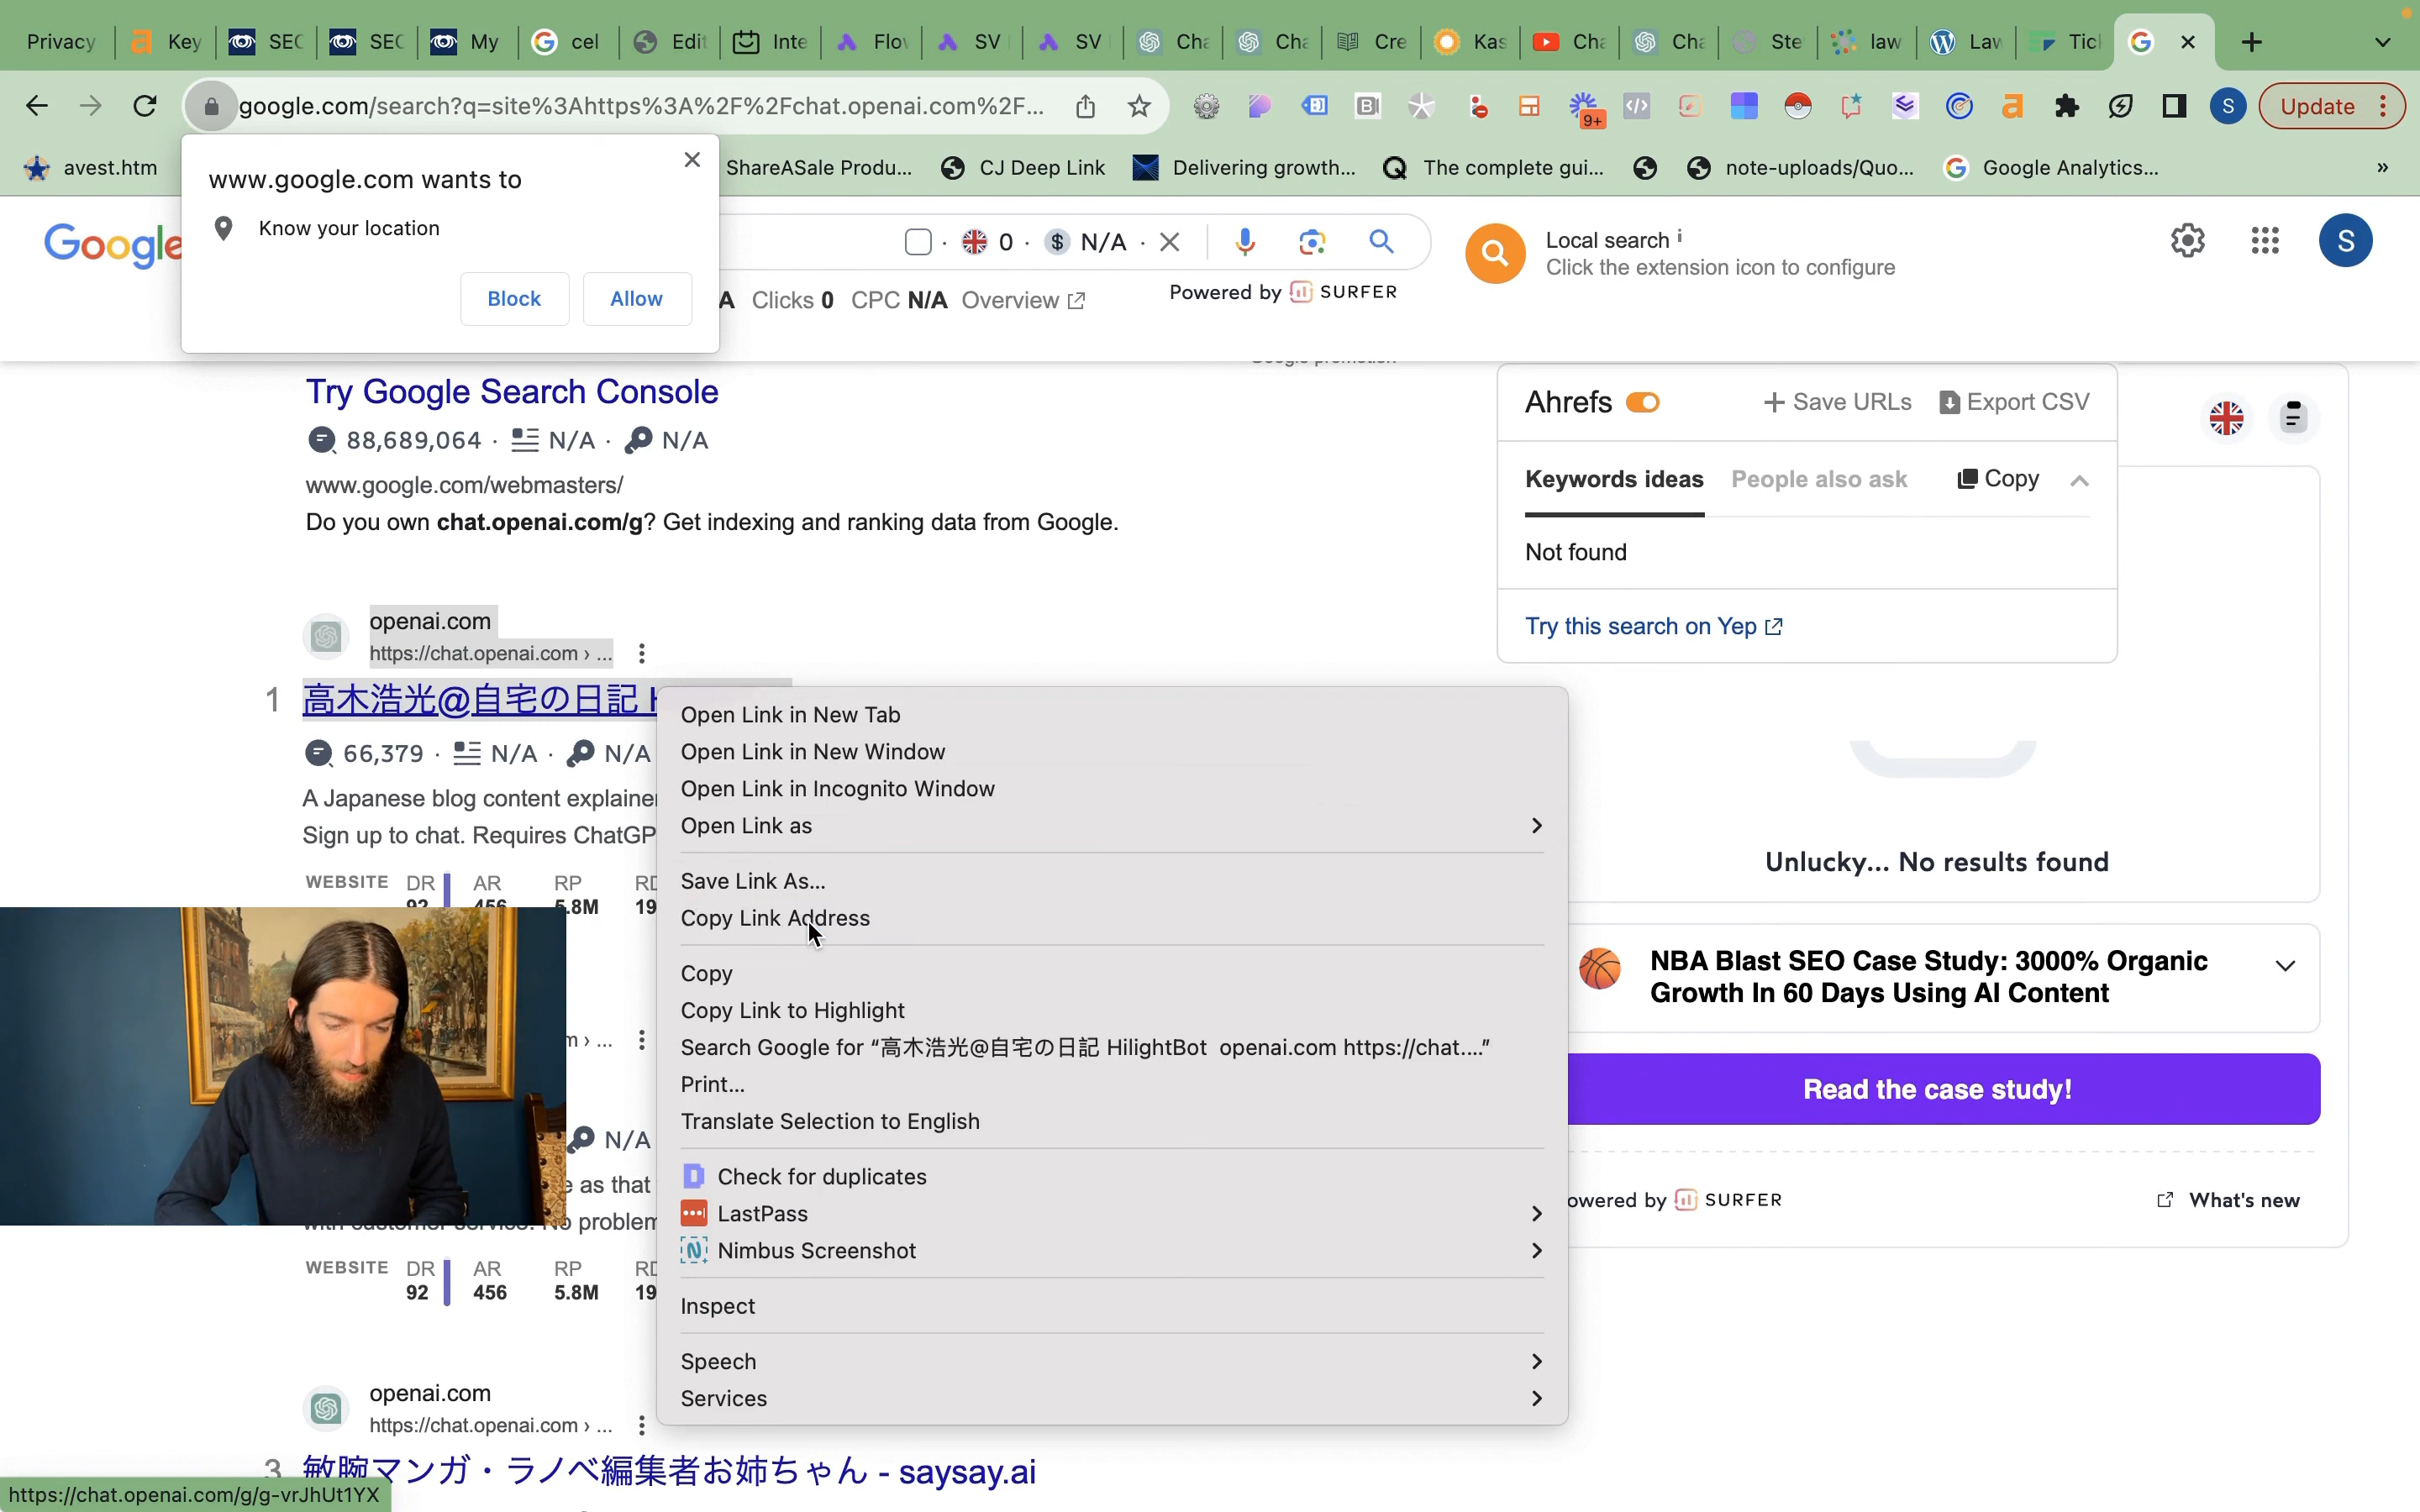 Privacy
Key
SEC
SEC
My
cel
Edit
Inte
Flow
SV
SV
Cha
Cha
Cre
Kas
Cha
Cha
Ste
law
Law
Tick
google.com/search?q=site%3Ahttps%3A%2F%2Fchat.openai.com%2F...
9+
S
Update
avest.htm
ShareASale Produ...
CJ Deep Link
Delivering growth...
The complete gui...
note-uploads/Quo...
Google Analytics...
»
www.google.com wants to
Know your location
Block
Allow
Google
0 · $ N/A ·
Clicks 0 CPC N/A Overview
Powered by SURFER
Local search i
Click the extension icon to configure
S
Try Google Search Console
88,689,064 · N/A · N/A
www.google.com/webmasters/
Do you own chat.openai.com/g? Get indexing and ranking data from Google.
openai.com
https://chat.openai.com › ...
1 高木浩光@自宅の日記
66,379 · N/A · N/A
A Japanese blog content explainer
Sign up to chat. Requires ChatGP
WEBSITE DR AR RP RD
92 456 5.8M 19
› ...
N/A
e as that
problem
WEBSITE DR AR RP RD
92 456 5.8M 19
openai.com
https://chat.openai.com › ...
3 敏腕マンガ・ラノベ編集者お姉ちゃん - saysay.ai
https://chat.openai.com/g/g-vrJhUt1YX
Open Link in New Tab
Open Link in New Window
Open Link in Incognito Window
Open Link as
Save Link As...
Copy Link Address
Copy
Copy Link to Highlight
Search Google for “高木浩光@自宅の日記 HilightBot openai.com https://chat....”
Print...
Translate Selection to English
Check for duplicates
LastPass
Nimbus Screenshot
Inspect
Speech
Services
Ahrefs
Save URLs
Export CSV
Keywords ideas
People also ask
Copy
Not found
Try this search on Yep
Unlucky... No results found
NBA Blast SEO Case Study: 3000% Organic
Growth In 60 Days Using AI Content
Read the case study!
owered by SURFER
What's new